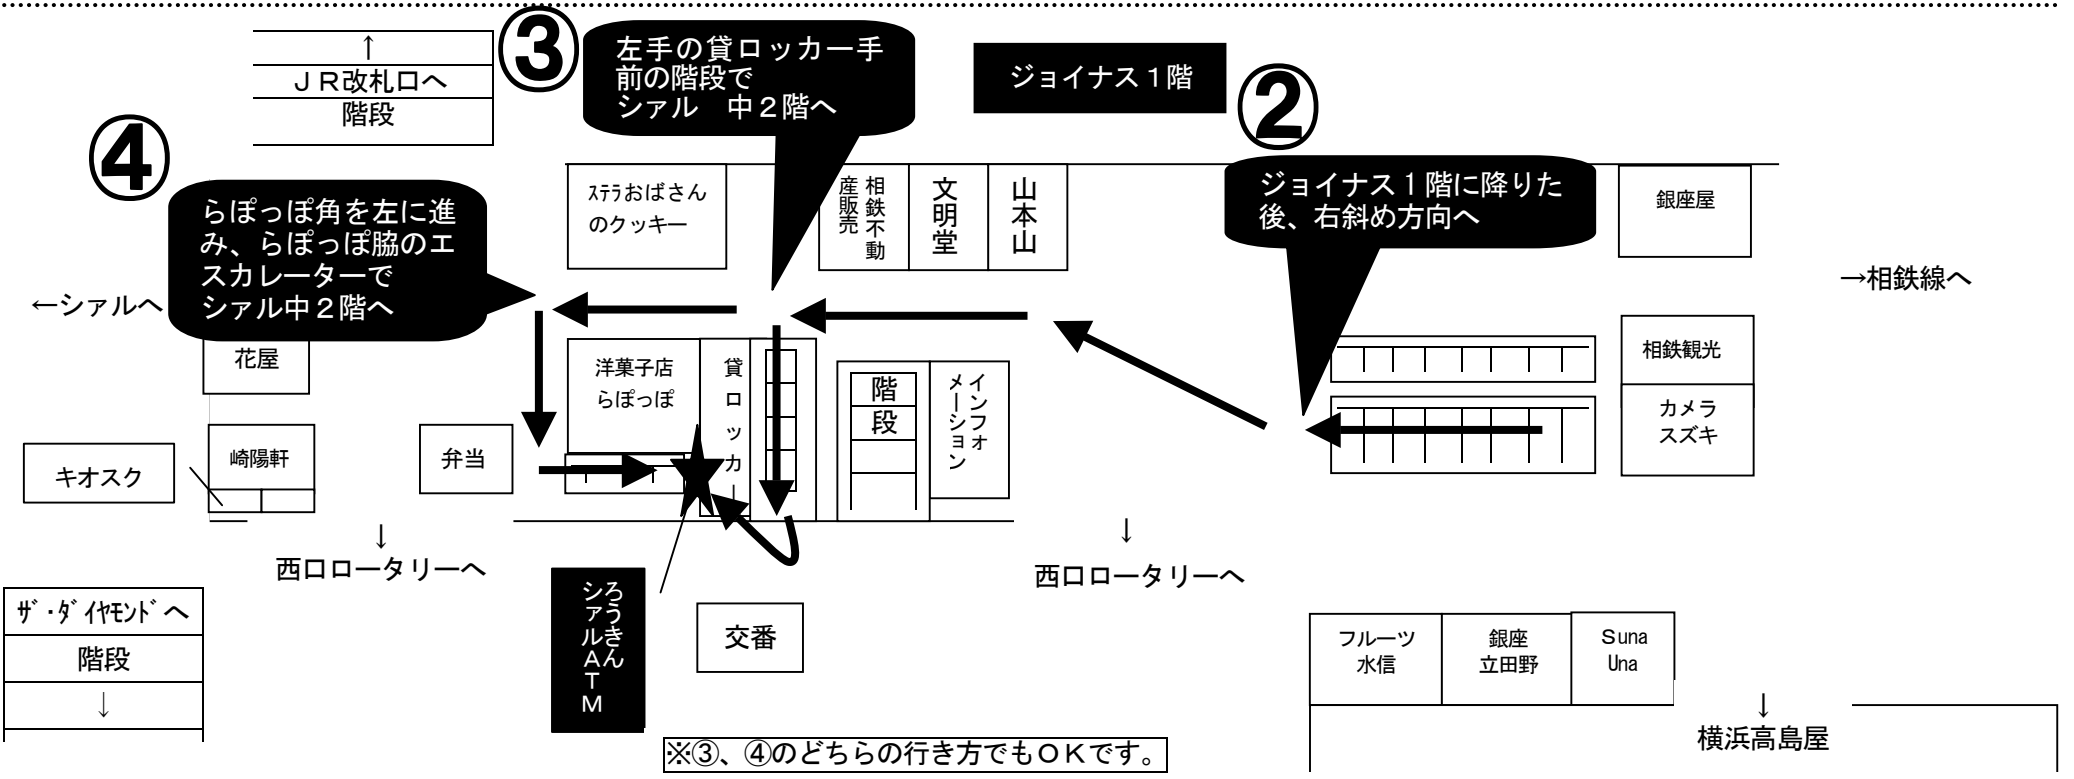 ↑
ＪＲ改札口へ
階段
③
左手の貸ロッカー手
前の階段で
シァル　中２階へ
ジョイナス１階
②
ジョイナス１階に降りた
後、右斜め方向へ
④
らぽっぽ角を左に進
み、らぽっぽ脇のエ
スカレーターで
シァル中２階へ
ｽﾃﾗおばさん
のクッキー
相鉄不動
産販売
文明堂
山本山
銀座屋
←シァルへ
→相鉄線へ
花屋
洋菓子店
らぽっぽ
貸ロッカー
階
段
インフォ
メーション
相鉄観光
カメラ
スズキ
キオスク
崎陽軒
弁当
↓
西口ロータリーへ
↓
西口ロータリーへ
ｻﾞ・ﾀﾞｲﾔﾓﾝﾄﾞへ
階段
↓
ろうきん
シァルＡＴＭ
交番
フルーツ
水信
銀座
立田野
Ｓuna
Una
↓
横浜高島屋
※③、④のどちらの行き方でもＯＫです。